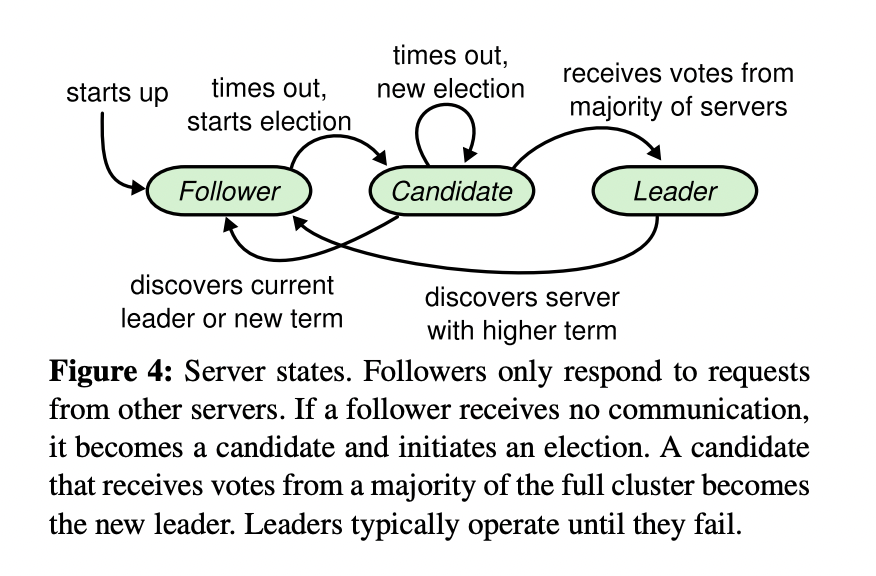 times out,
new election
receives votes from
majority of servers
starts up
times out,
starts election
Follower
Candidate
Leader
discovers current
leader or new term
discovers server
with higher term
Figure 4: Server states. Followers only respond to requests
from other servers. If a follower receives no communication,
it becomes a candidate and initiates an election. A candidate
that receives votes from a majority of the full cluster becomes
the new leader. Leaders typically operate until they fail.